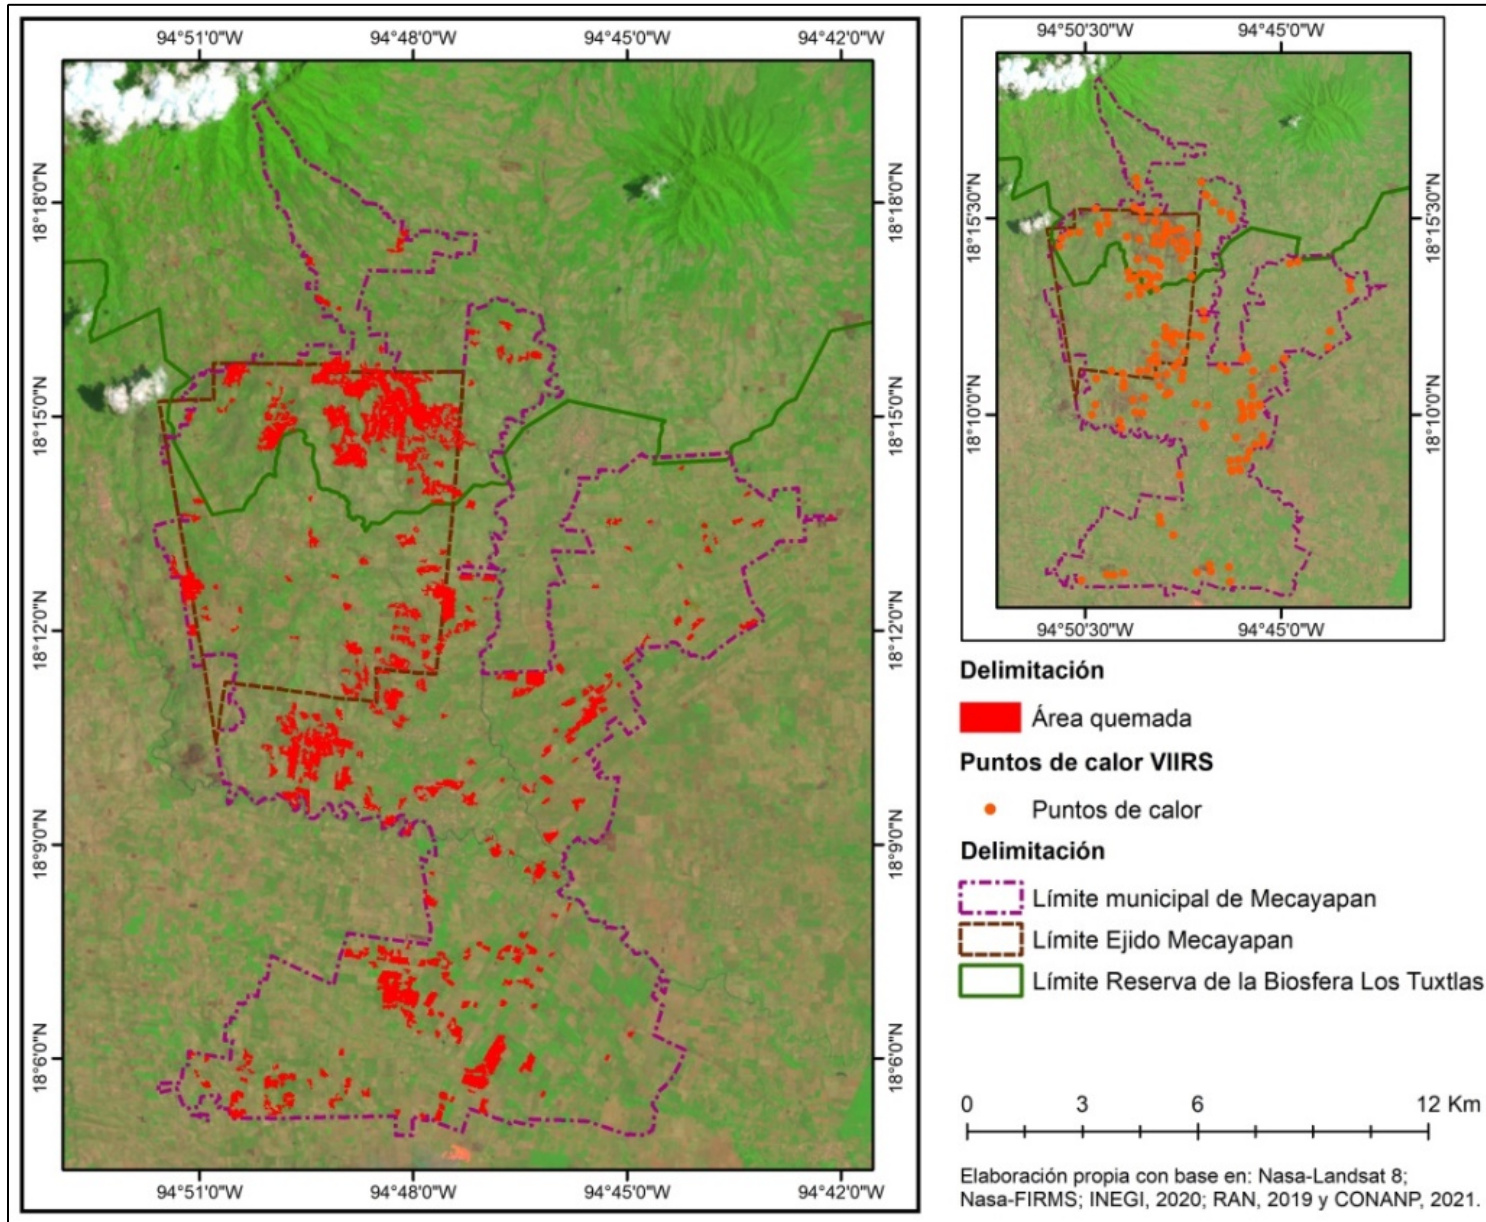 94°51'0"W 94°48'0"W 94°45'0"W 94°42'0"W
18°18'0"N 18°18'0"N
18°15'0"N 18°15'0"N
18°12'0"N 18°12'0"N
18°9'0"N 18°9'0"N
18°6'0"N 18°6'0"N
94°51'0"W 94°48'0"W 94°45'0"W 94°42'0"W
94°50'30"W 94°45'0"W
18°15'30"N 18°15'30"N
18°10'0"N 18°10'0"N
94°50'30"W 94°45'0"W
Delimitación
Área quemada
Puntos de calor VIIRS
Puntos de calor
Delimitación
Límite municipal de Mecayapan
Límite Ejido Mecayapan
Límite Reserva de la Biosfera Los Tuxtlas
0 3 6 12 Km
Elaboración propia con base en: Nasa-Landsat 8;
Nasa-FIRMS; INEGI, 2020; RAN, 2019 y CONANP, 2021.